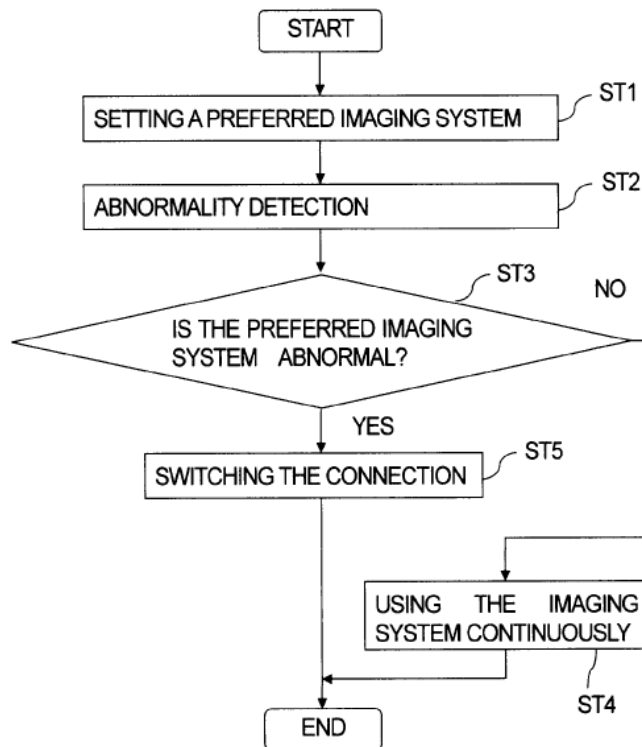 START
SETTING A PREFERRED IMAGING SYSTEM
ST1
ABNORMALITY DETECTION
ST2
ST3
NO
IS THE PREFERRED IMAGING
SYSTEM ABNORMAL?
YES
SWITCHING THE CONNECTION
ST5
USING THE IMAGING
SYSTEM CONTINUOUSLY
ST4
END